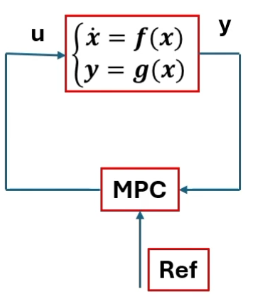 u
y
ẋ = f(x)
y = g(x)
MPC
Ref